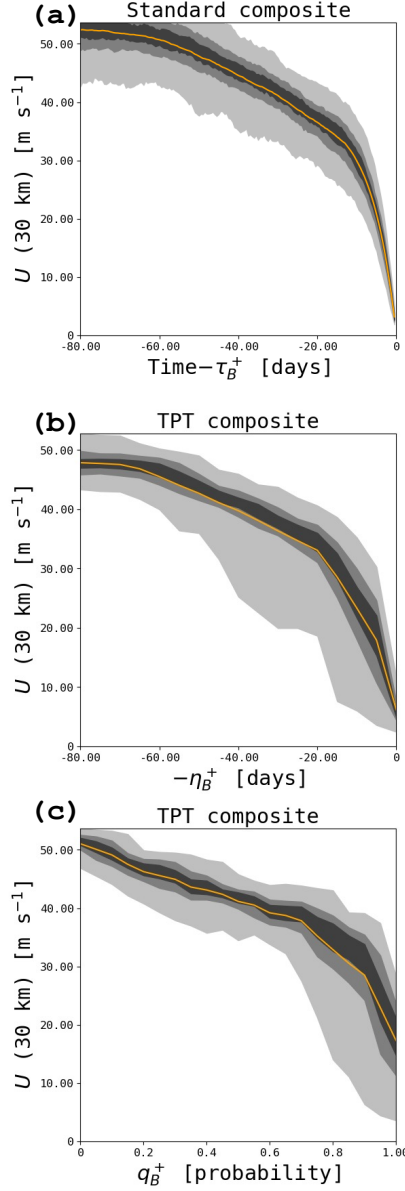 (a) Standard composite
U (30 km) [m s⁻¹]
50.00
40.00
30.00
20.00
10.00
0
-80.00 -60.00 -40.00 -20.00 0
Time−τ_B^+ [days]
(b) TPT composite
U (30 km) [m s⁻¹]
50.00
40.00
30.00
20.00
10.00
0
-80.00 -60.00 -40.00 -20.00 0
−η_B^+ [days]
(c) TPT composite
U (30 km) [m s⁻¹]
50.00
40.00
30.00
20.00
10.00
0
0 0.2 0.4 0.6 0.8 1.00
q_B^+ [probability]